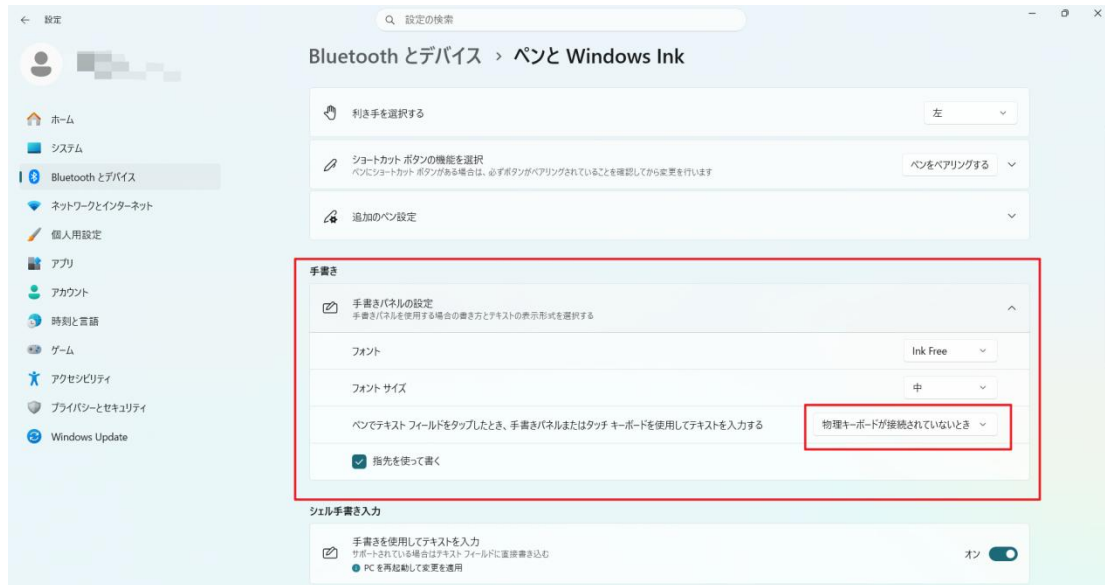 設定
設定の検索
Bluetooth とデバイス › ペンと Windows Ink
ホーム
システム
Bluetooth とデバイス
ネットワークとインターネット
個人用設定
アプリ
アカウント
時刻と言語
ゲーム
アクセシビリティ
プライバシーとセキュリティ
Windows Update
利き手を選択する
左
ショートカット ボタンの機能を選択
ペンにショートカット ボタンがある場合は、必ずボタンがペアリングされていることを確認してから変更を行います
ペンをペアリングする
追加のペン設定
手書き
手書きパネルの設定
手書きパネルを使用する場合の書き方とテキストの表示形式を選択する
フォント
Ink Free
フォント サイズ
中
ペンでテキスト フィールドをタップしたとき、手書きパネルまたはタッチ キーボードを使用してテキストを入力する
物理キーボードが接続されていないとき
指先を使って書く
シェル手書き入力
手書きを使用してテキストを入力
サポートされている場合はテキスト フィールドに直接書き込む
PC を再起動して変更を適用
オン